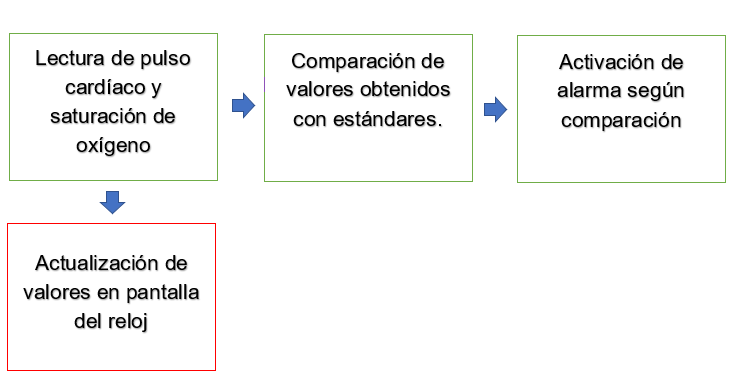 Lectura de pulso
cardíaco y
saturación de
oxígeno
Comparación de
valores obtenidos
con estándares.
Activación de
alarma según
comparación
Actualización de
valores en pantalla
del reloj